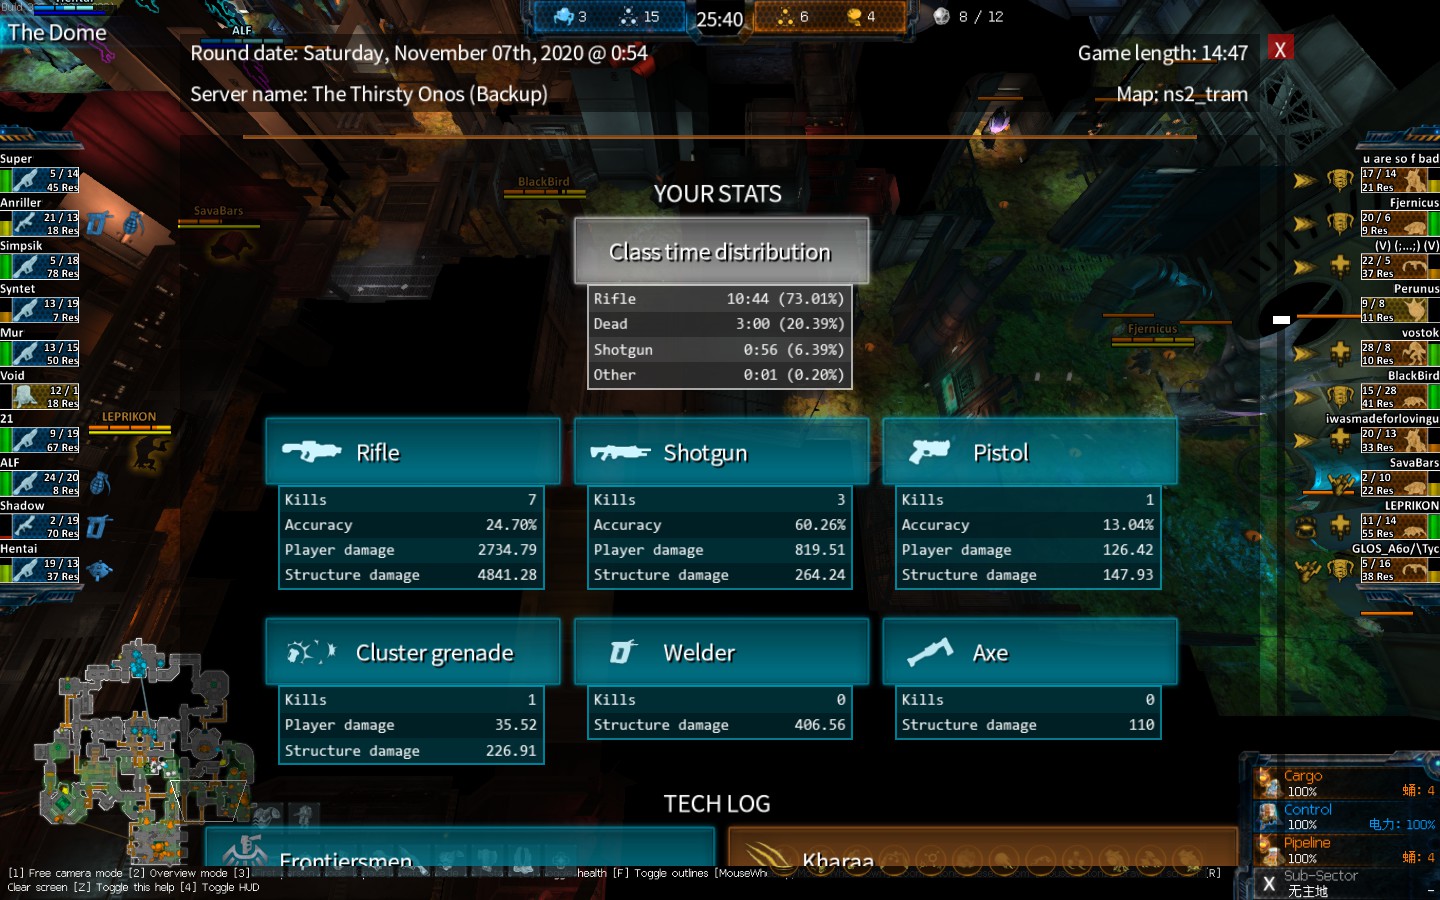 The Dome
ALF
3
15
25:40
6
4
8 / 12
Round date: Saturday, November 07th, 2020 @ 0:54
Game length: 14:47
X
Server name: The Thirsty Onos (Backup)
Map: ns2_tram
YOUR STATS
Class time distribution
Rifle 10:44 (73.01%)
Dead 3:00 (20.39%)
Shotgun 0:56 (6.39%)
Other 0:01 (0.20%)
Rifle
Kills 7
Accuracy 24.70%
Player damage 2734.79
Structure damage 4841.28
Shotgun
Kills 3
Accuracy 60.26%
Player damage 819.51
Structure damage 264.24
Pistol
Kills 1
Accuracy 13.04%
Player damage 126.42
Structure damage 147.93
Cluster grenade
Kills 1
Player damage 35.52
Structure damage 226.91
Welder
Kills 0
Structure damage 406.56
Axe
Kills 0
Structure damage 110
TECH LOG
Frontiersmen
Kharaa
Super
5 / 14
45 Res
Anriller
21 / 13
18 Res
Simpsik
5 / 18
78 Res
Syntet
13 / 19
7 Res
Mur
13 / 15
50 Res
Void
12 / 1
18 Res
21
9 / 19
67 Res
ALF
24 / 20
8 Res
Shadow
2 / 19
70 Res
Hentai
19 / 13
37 Res
SavaBars
BlackBird
LEPRIKON
Fjernicus
u are so f bad
17 / 14
21 Res
Fjernicus
20 / 6
9 Res
(V) (;,,,;) (V)
22 / 5
37 Res
Perunus
9 / 8
11 Res
vostok
28 / 8
10 Res
BlackBird
15 / 28
41 Res
iwasmadeforlovingu
20 / 13
33 Res
SavaBars
2 / 10
22 Res
LEPRIKON
11 / 14
55 Res
GLOS_A6o/\Tyc
5 / 16
38 Res
Cargo
100% 蛹: 4
Control
100% 电力: 100%
Pipeline
100% 蛹: 4
X Sub-Sector
无主地 –
[1] Free camera mode [2] Overview mode [3]
health [F] Toggle outlines [MouseWh
[R]
Clear screen [Z] Toggle this help [4] Toggle HUD